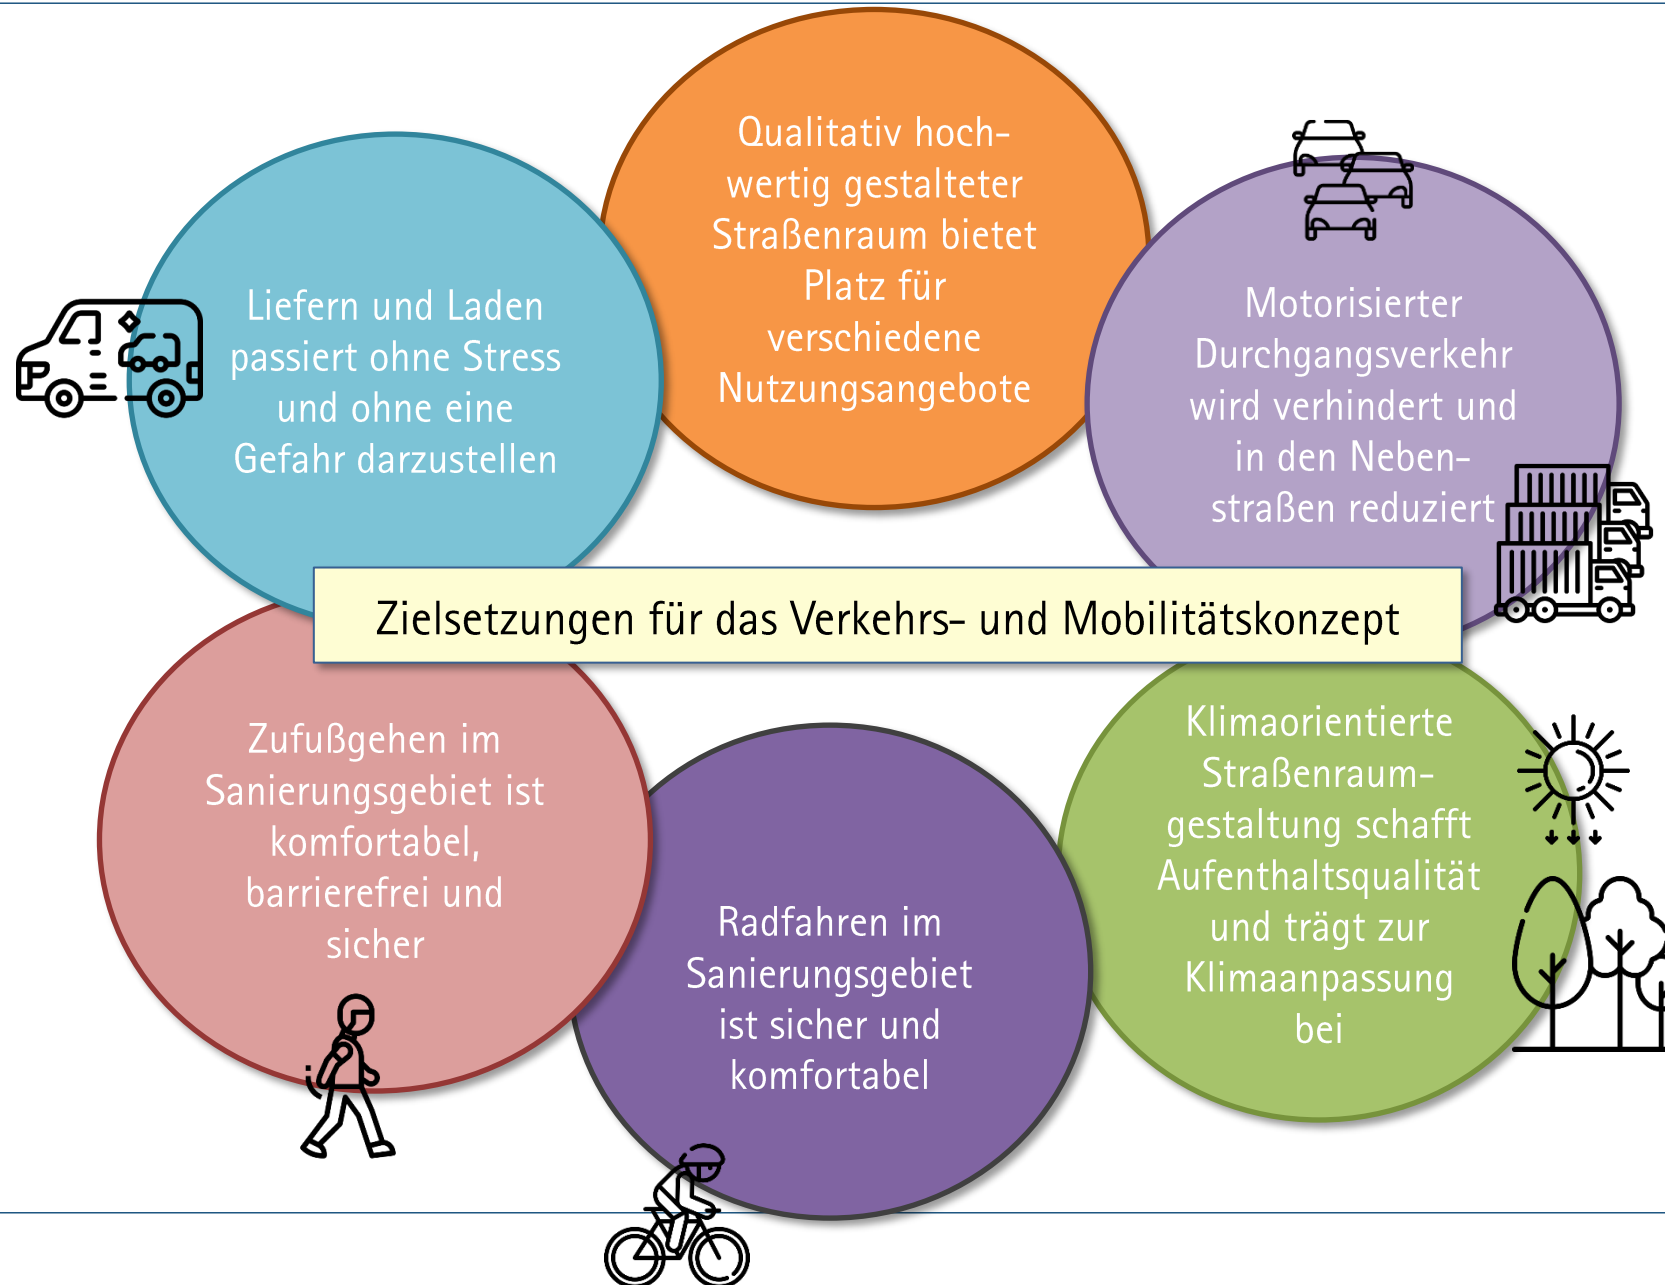 Qualitativ hoch-
wertig gestalteter
Straßenraum bietet
Platz für
verschiedene
Nutzungsangebote
Liefern und Laden
passiert ohne Stress
und ohne eine
Gefahr darzustellen
Motorisierter
Durchgangsverkehr
wird verhindert und
in den Neben-
straßen reduziert
Zielsetzungen für das Verkehrs- und Mobilitätskonzept
Zufußgehen im
Sanierungsgebiet ist
komfortabel,
barrierefrei und
sicher
Radfahren im
Sanierungsgebiet
ist sicher und
komfortabel
Klimaorientierte
Straßenraum-
gestaltung schafft
Aufenthaltsqualität
und trägt zur
Klimaanpassung
bei